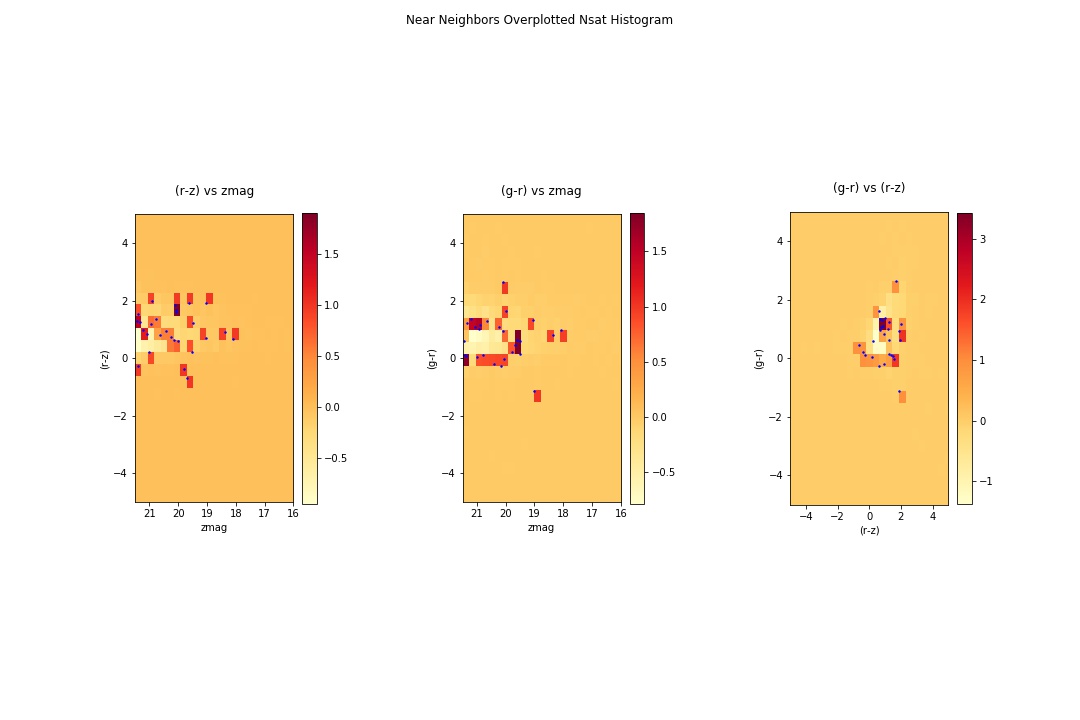 Near Neighbors Overplotted Nsat Histogram
(r-z) vs zmag
(g-r) vs zmag
(g-r) vs (r-z)
4
2
0
−2
−4
(r-z)
21 20 19 18 17 16
zmag
1.5
1.0
0.5
0.0
−0.5
4
2
0
−2
−4
(g-r)
21 20 19 18 17 16
zmag
1.5
1.0
0.5
0.0
−0.5
4
2
0
−2
−4
(g-r)
−4 −2 0 2 4
(r-z)
3
2
1
0
−1